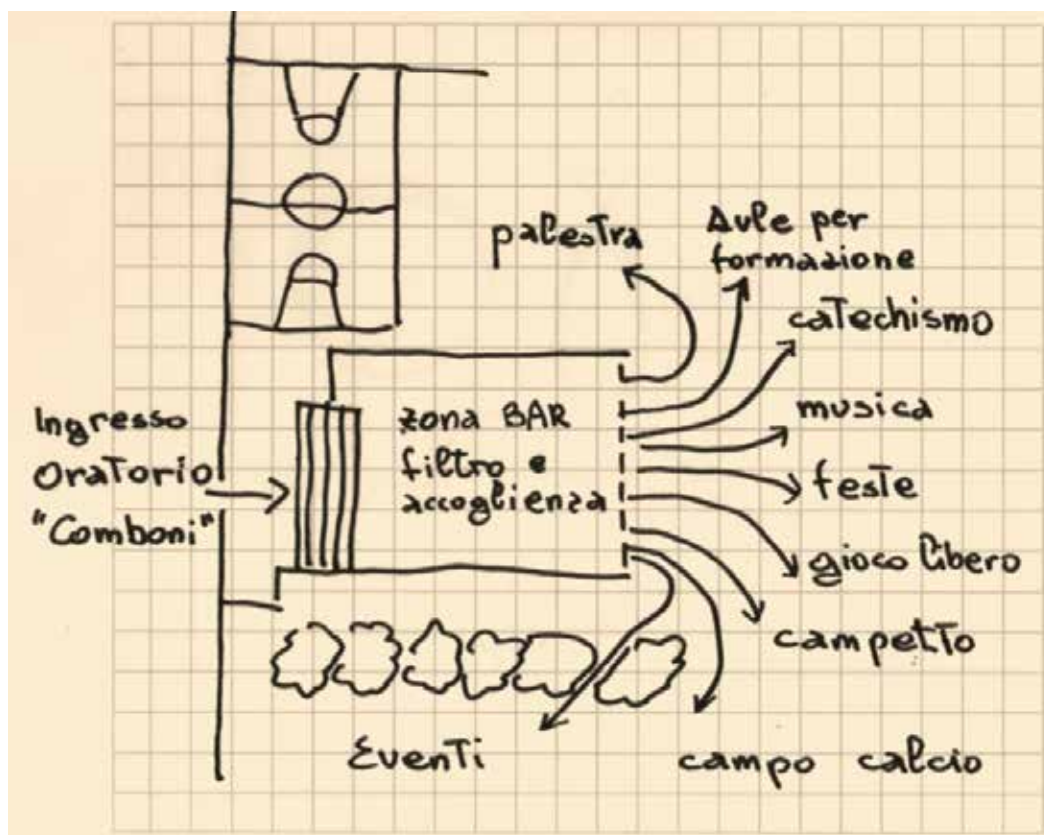 palestra
Aule per
formazione
catechismo
Ingresso
Oratorio
"Comboni"
zona BAR
filtro e
accoglienza
musica
feste
gioco libero
campetto
Eventi
campo calcio